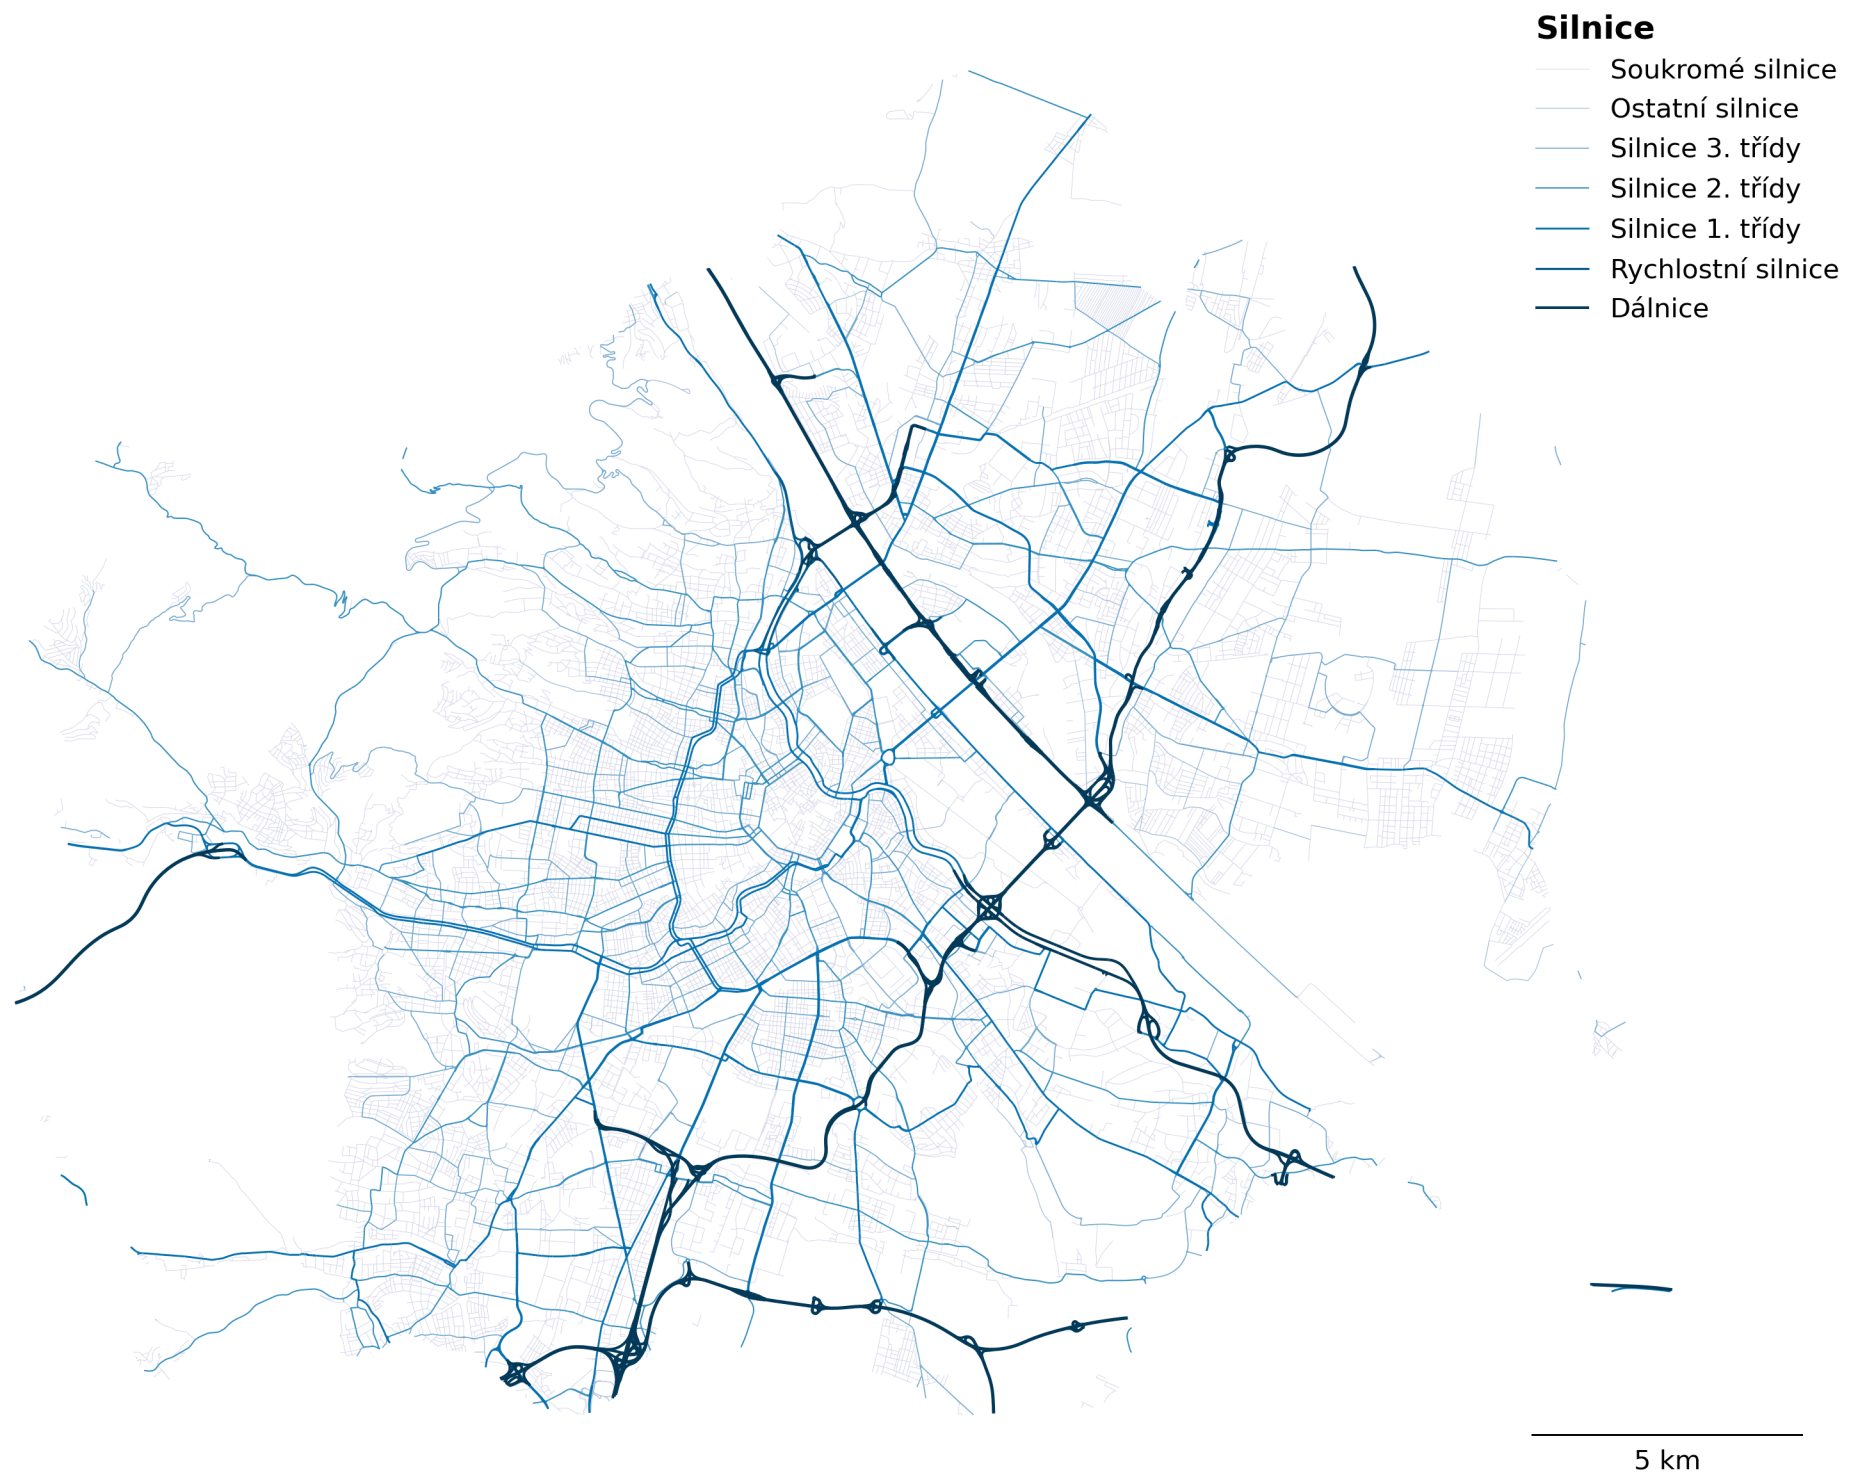 Silnice
Soukromé silnice
Ostatní silnice
Silnice 3. třídy
Silnice 2. třídy
Silnice 1. třídy
Rychlostní silnice
Dálnice
5 km